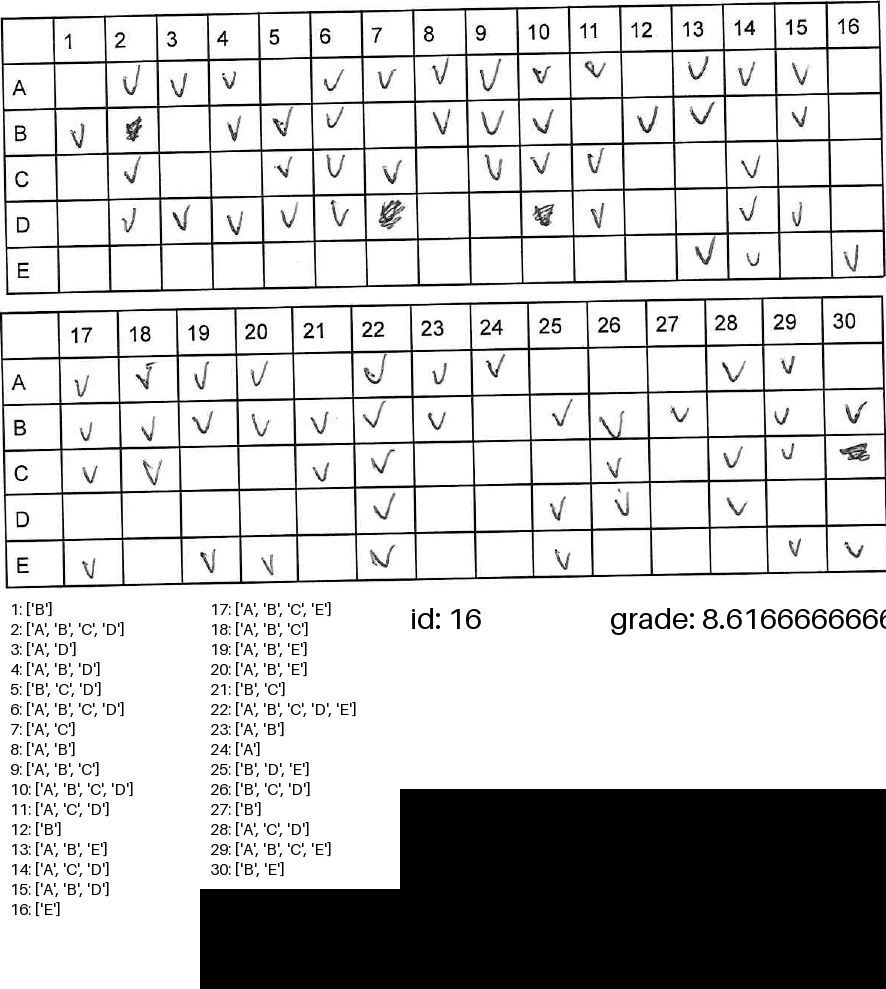 1 2 3 4 5 6 7 8 9 10 11 12 13 14 15 16
A
B
C
D
E
17 18 19 20 21 22 23 24 25 26 27 28 29 30
A
B
C
D
E
1: ['B']
2: ['A', 'B', 'C', 'D']
3: ['A', 'D']
4: ['A', 'B', 'D']
5: ['B', 'C', 'D']
6: ['A', 'B', 'C', 'D']
7: ['A', 'C']
8: ['A', 'B']
9: ['A', 'B', 'C']
10: ['A', 'B', 'C', 'D']
11: ['A', 'C', 'D']
12: ['B']
13: ['A', 'B', 'E']
14: ['A', 'C', 'D']
15: ['A', 'B', 'D']
16: ['E']
17: ['A', 'B', 'C', 'E']
18: ['A', 'B', 'C']
19: ['A', 'B', 'E']
20: ['A', 'B', 'E']
21: ['B', 'C']
22: ['A', 'B', 'C', 'D', 'E']
23: ['A', 'B']
24: ['A']
25: ['B', 'D', 'E']
26: ['B', 'C', 'D']
27: ['B']
28: ['A', 'C', 'D']
29: ['A', 'B', 'C', 'E']
30: ['B', 'E']
id: 16
grade: 8.6166666666